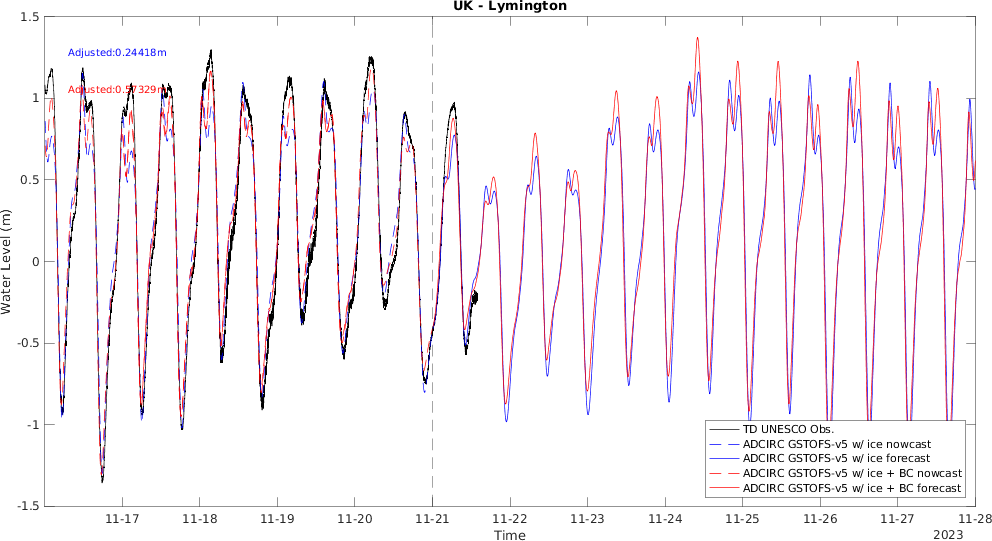 UK - Lymington
1.5
1
0.5
0
-0.5
-1
-1.5
Water Level (m)
Adjusted:0.24418m
Adjusted:0.57329m
TD UNESCO Obs.
ADCIRC GSTOFS-v5 w/ ice nowcast
ADCIRC GSTOFS-v5 w/ ice forecast
ADCIRC GSTOFS-v5 w/ ice + BC nowcast
ADCIRC GSTOFS-v5 w/ ice + BC forecast
11-17 11-18 11-19 11-20 11-21 11-22 11-23 11-24 11-25 11-26 11-27 11-28
Time
2023